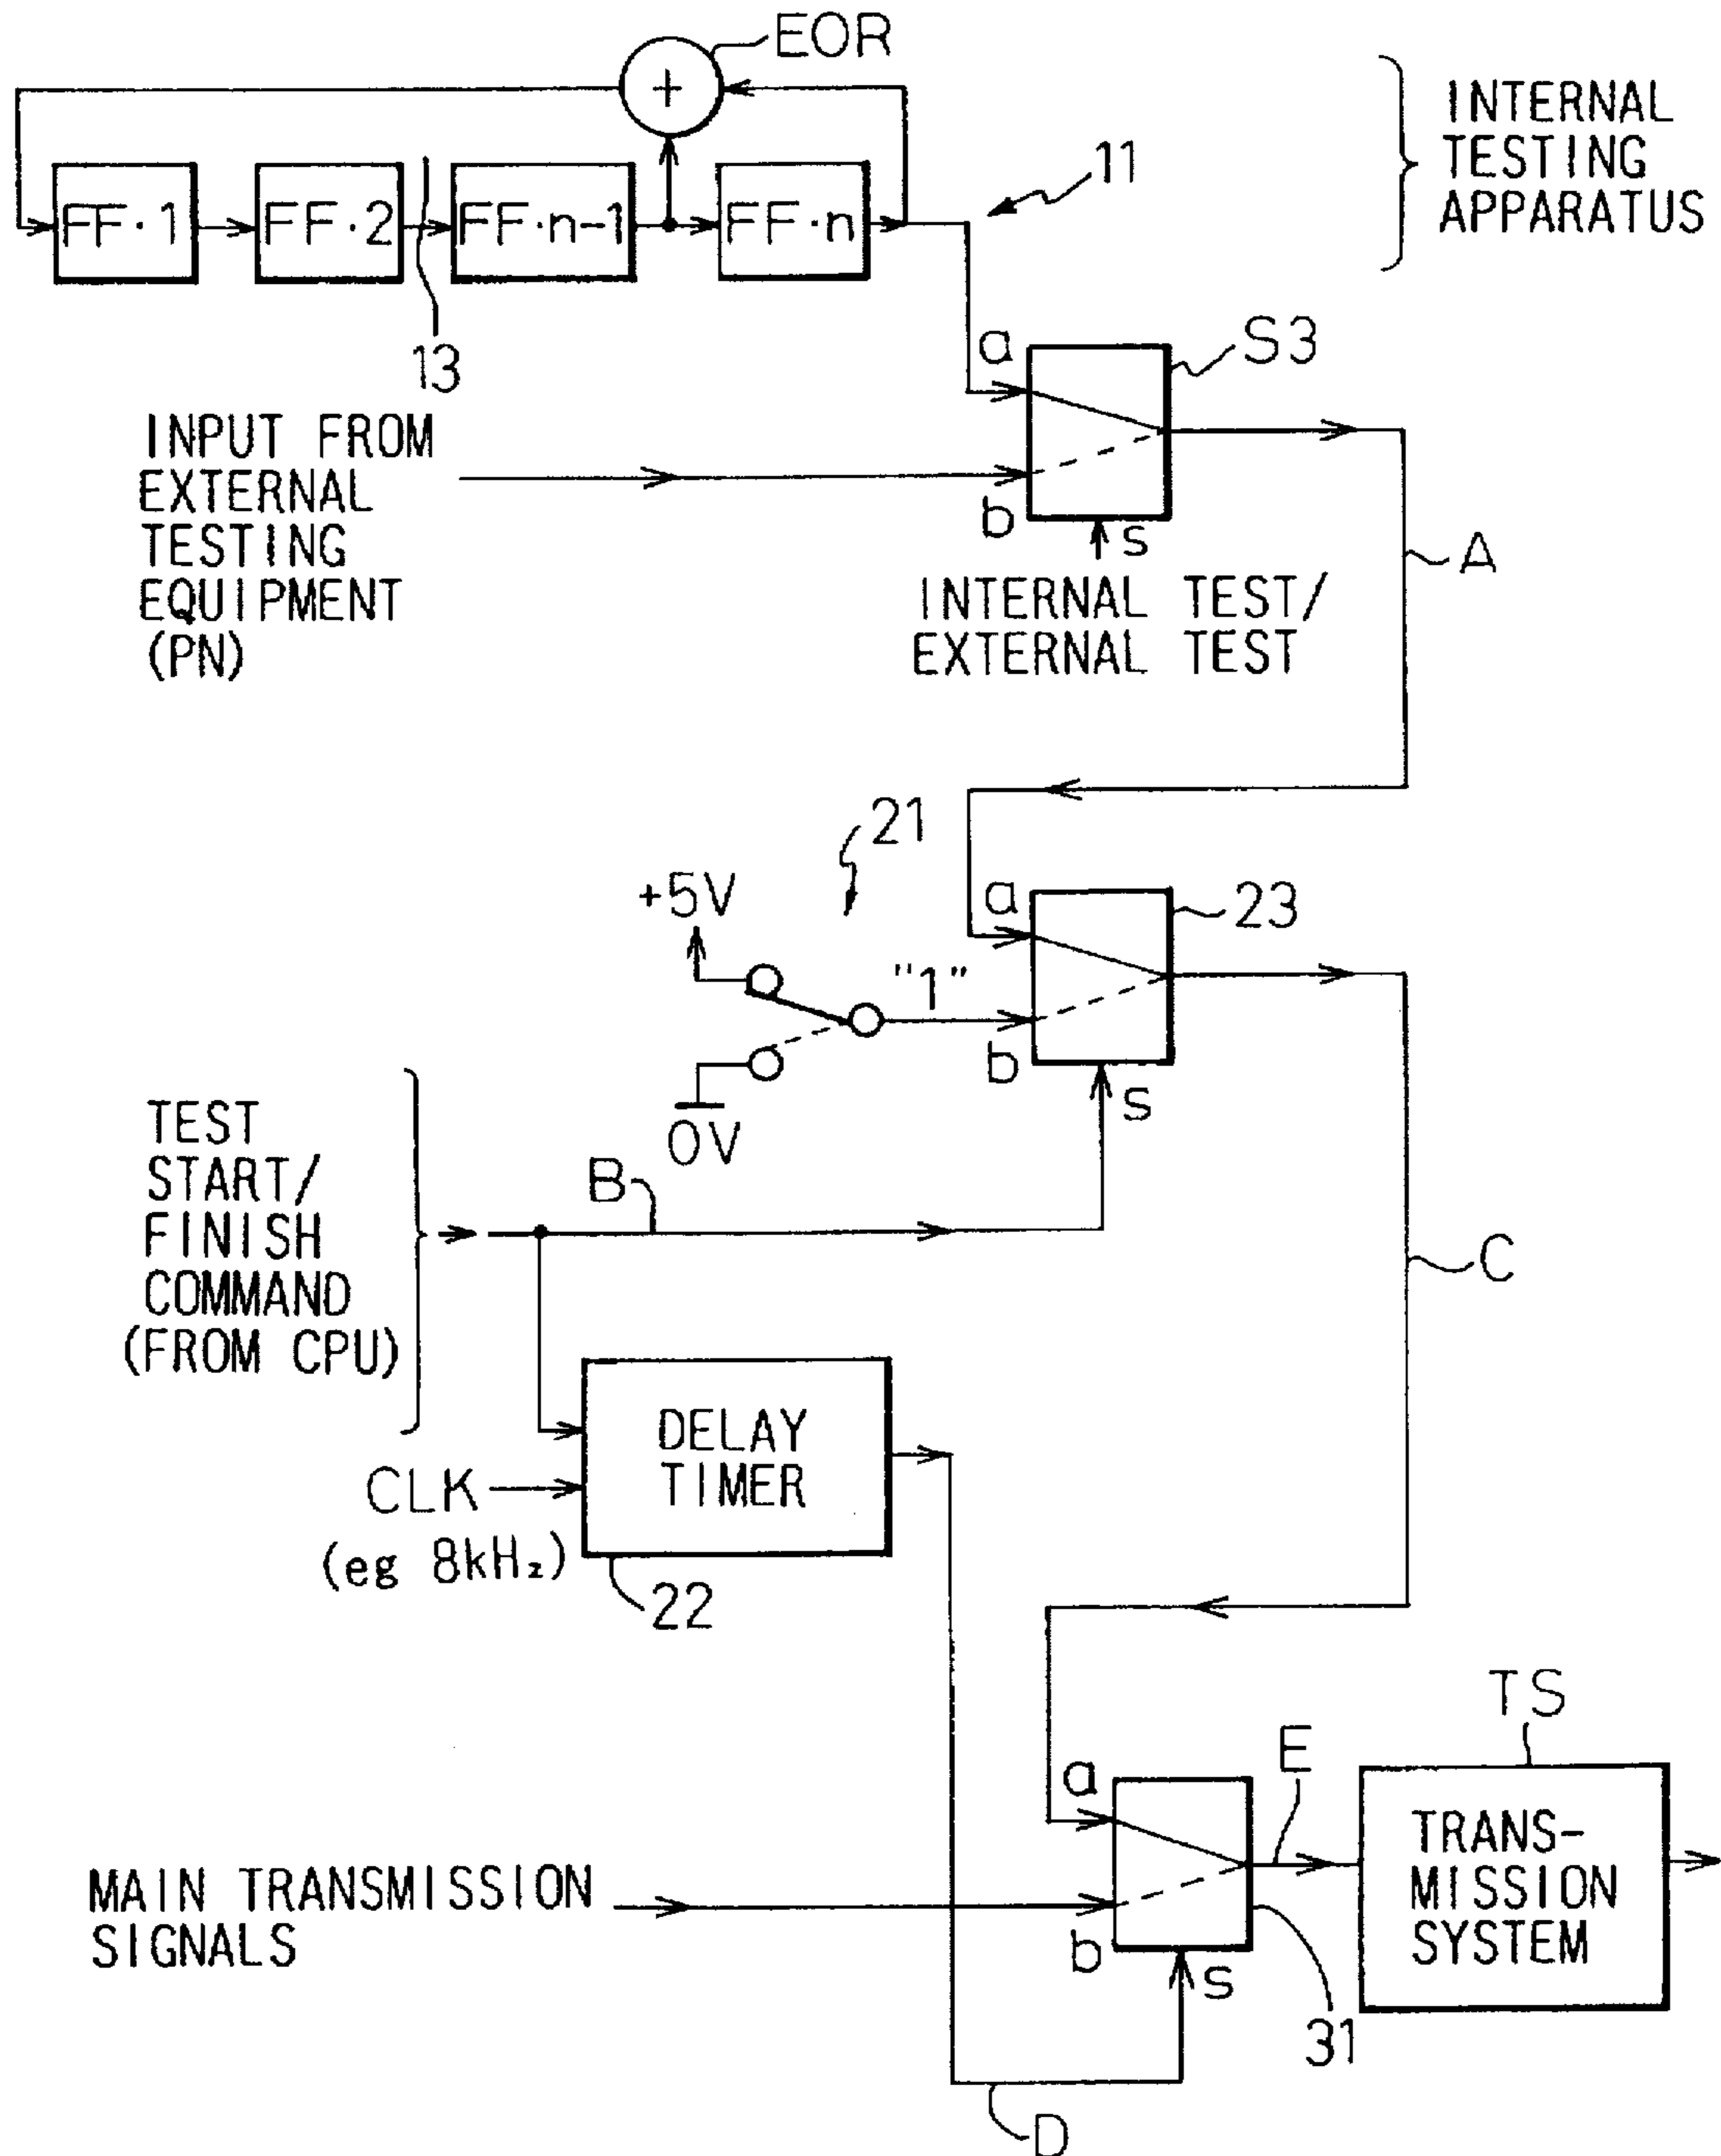 EOR
INTERNAL
TESTING
APPARATUS
FF·1
FF·2
FF·n-1
FF·n
11
13
S3
a
b
s
INPUT FROM
EXTERNAL
TESTING
EQUIPMENT
(PN)
INTERNAL TEST/
EXTERNAL TEST
A
21
+5V
"1"
0V
a
b
s
23
TEST
START/
FINISH
COMMAND
(FROM CPU)
B
C
DELAY
TIMER
CLK
(eg 8kHz)
22
TS
a
b
s
E
TRANS-
MISSION
SYSTEM
MAIN TRANSMISSION
SIGNALS
31
D
+